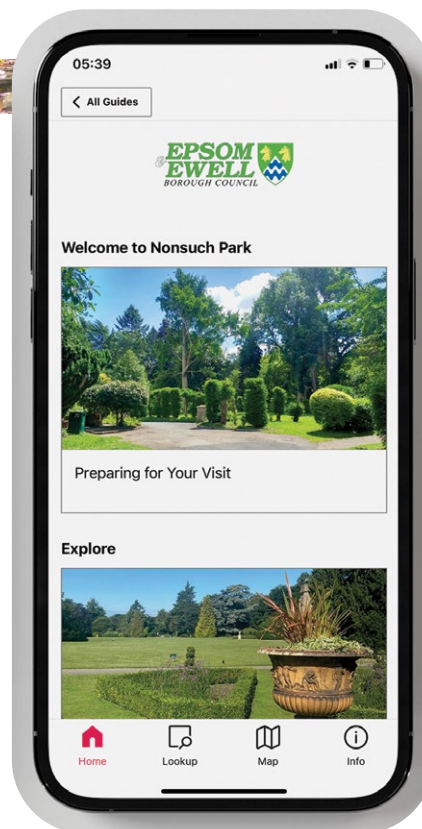 05:39
All Guides
EPSOM
& EWELL
BOROUGH COUNCIL
Welcome to Nonsuch Park
Preparing for Your Visit
Explore
Home
Lookup
Map
Info